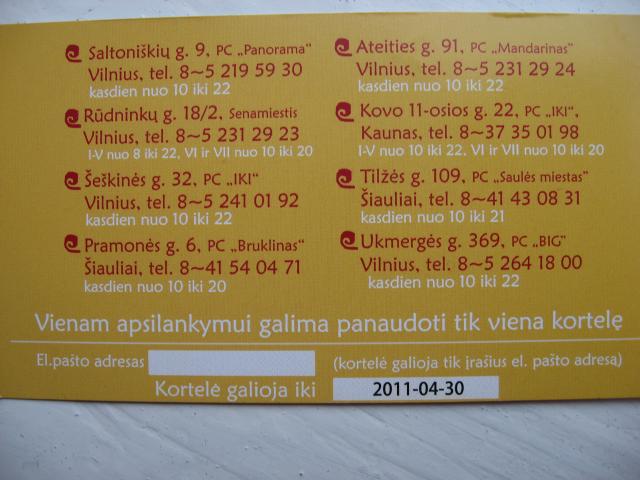 Saltoniškių g. 9, PC „Panorama“
Vilnius, tel. 8~5 219 59 30
kasdien nuo 10 iki 22
Rūdninkų g. 18/2, Senamiestis
Vilnius, tel. 8~5 231 29 23
I-V nuo 8 iki 22, VI ir VII nuo 10 iki 20
Šeškinės g. 32, PC „IKI“
Vilnius, tel. 8~5 241 01 92
kasdien nuo 10 iki 22
Pramonės g. 6, PC „Bruklinas“
Šiauliai, tel. 8~41 54 04 71
kasdien nuo 10 iki 20
Ateities g. 91, PC „Mandarinas“
Vilnius, tel. 8~5 231 29 24
kasdien nuo 10 iki 22
Kovo 11-osios g. 22, PC „IKI“,
Kaunas, tel. 8~37 35 01 98
I-V nuo 10 iki 22, VI ir VII nuo 10 iki 20
Tilžės g. 109, PC „Saulės miestas“
Šiauliai, tel. 8~41 43 08 31
kasdien nuo 10 iki 21
Ukmergės g. 369, PC „BIG“
Vilnius, tel. 8~5 264 18 00
kasdien nuo 10 iki 22
Vienam apsilankymui galima panaudoti tik viena kortelę
El.pašto adresas (kortelė galioja tik įrašius el. pašto adresą)
Kortelė galioja iki 2011-04-30